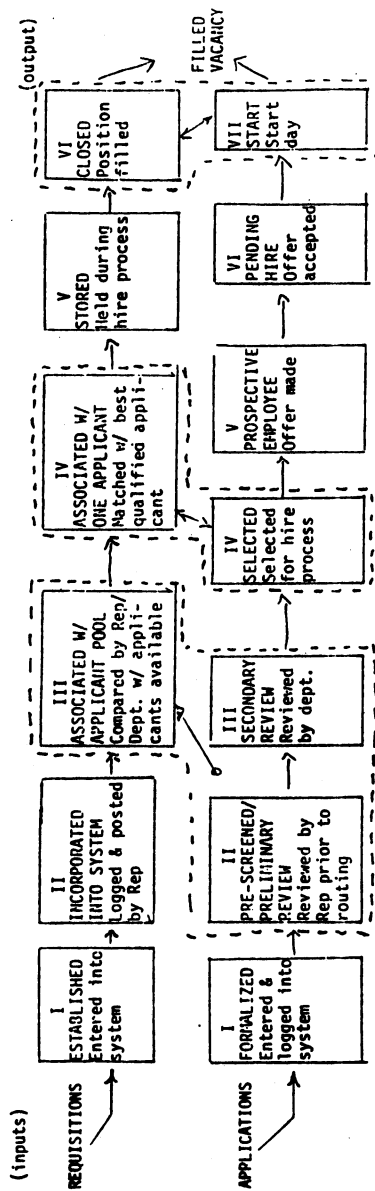 (inputs)
REQUISITIONS
I
ESTABLISHED
Entered into
system
II
INCORPORATED
INTO SYSTEM
Logged & posted
by Rep
III
ASSOCIATED W/
APPLICANT POOL
Compared by Rep/
Dept. w/ appli-
cants available
IV
ASSOCIATED W/
ONE APPLICANT
Matched w/ best
qualified appli-
cant
V
STORED
Held during
hire process
VI
CLOSED
Position
filled
(output)
FILLED
VACANCY
APPLICATIONS
I
FORMALIZED
Entered &
logged into
system
II
PRE-SCREENED/
PRELIMINARY
REVIEW
Reviewed by
Rep prior to
routing
III
SECONDARY
REVIEW
Reviewed
by dept.
IV
SELECTED
Selected
for hire
process
V
PROSPECTIVE
EMPLOYEE
Offer made
VI
PENDING
HIRE
Offer
accepted
VII
START
Start
day